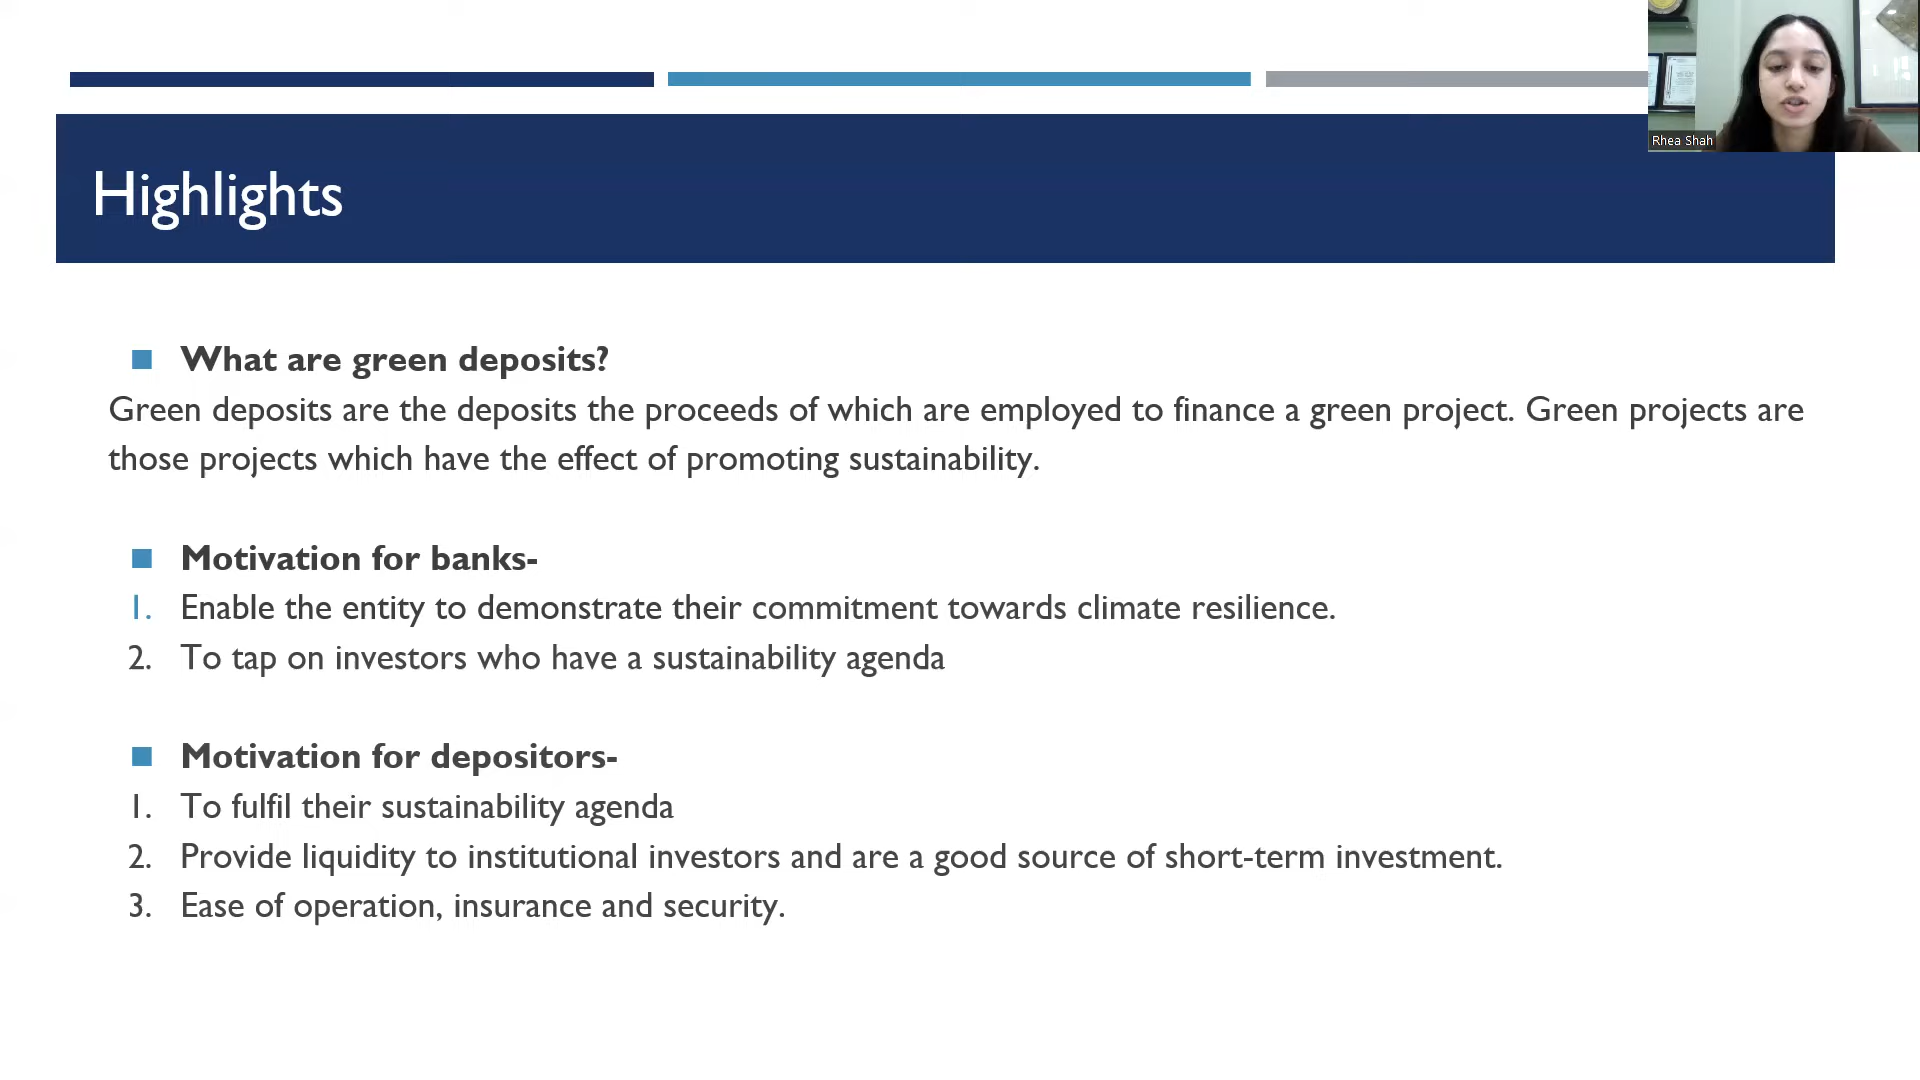 Rhea Shah
Highlights
What are green deposits?
Green deposits are the deposits the proceeds of which are employed to finance a green project. Green projects are
those projects which have the effect of promoting sustainability.
Motivation for banks-
1. Enable the entity to demonstrate their commitment towards climate resilience.
2. To tap on investors who have a sustainability agenda
Motivation for depositors-
1. To fulfil their sustainability agenda
2. Provide liquidity to institutional investors and are a good source of short-term investment.
3. Ease of operation, insurance and security.